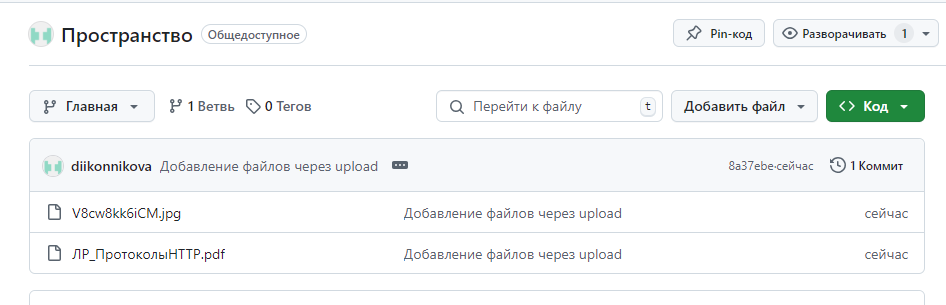 Пространство Общедоступное Pin-код Разворачивать 1
Главная 1 Ветвь 0 Тегов Перейти к файлу t Добавить файл Код
diikonnikova Добавление файлов через upload 8a37ebe·сейчас 1 Коммит
V8cw8kk6iCM.jpg Добавление файлов через upload сейчас
ЛР_ПротоколыHTTP.pdf Добавление файлов через upload сейчас